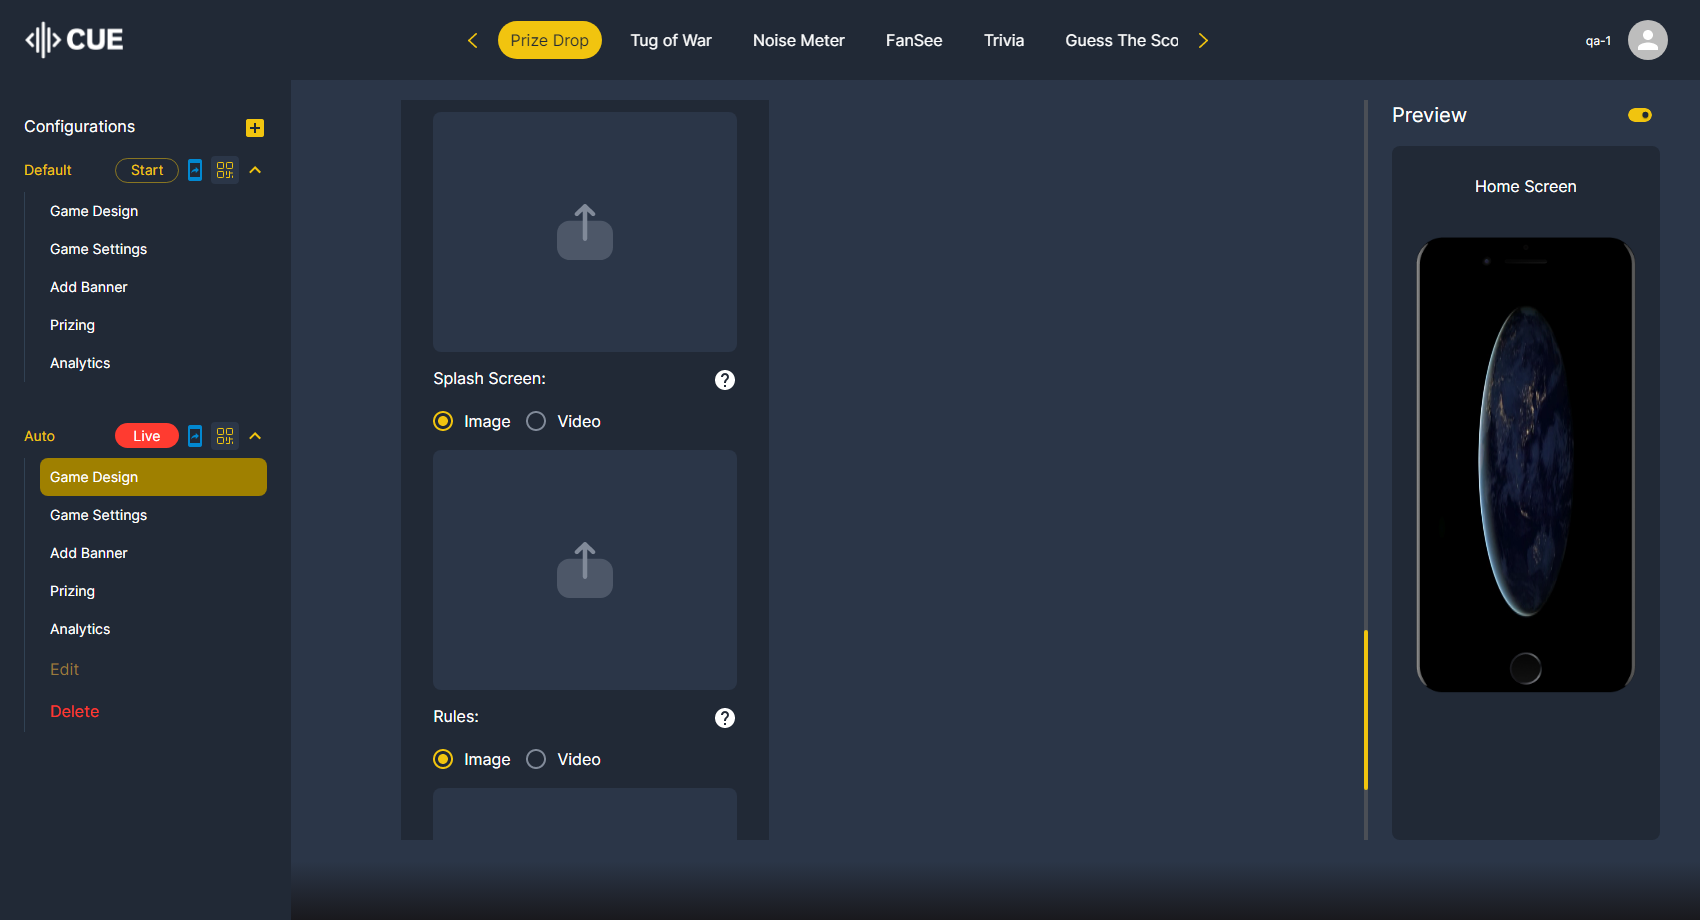 CUE
Prize Drop
Tug of War
Noise Meter
FanSee
Trivia
Guess The Sco
qa-1
Configurations
Default
Start
Game Design
Game Settings
Add Banner
Prizing
Analytics
Auto
Live
Game Design
Game Settings
Add Banner
Prizing
Analytics
Edit
Delete
Splash Screen:
?
Image
Video
Rules:
?
Image
Video
Preview
Home Screen